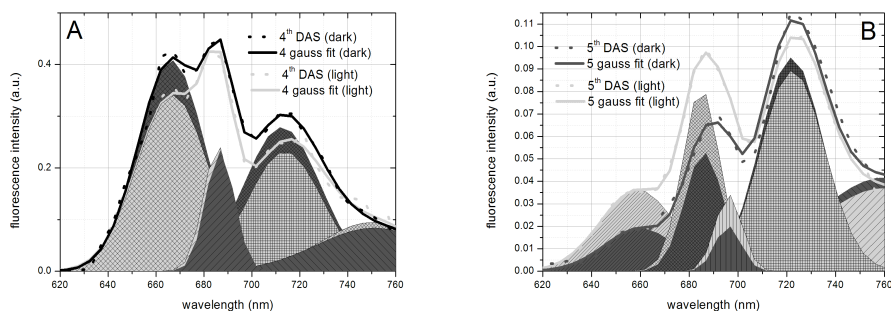 A
4th DAS (dark)
4 gauss fit (dark)
4th DAS (light)
4 gauss fit (light)
fluorescence intensity (a.u.)
0.4
0.2
0.0
620 640 660 680 700 720 740 760
wavelength (nm)
B
5th DAS (dark)
5 gauss fit (dark)
5th DAS (light)
5 gauss fit (light)
fluorescence intensity (a.u.)
0.11
0.10
0.09
0.08
0.07
0.06
0.05
0.04
0.03
0.02
0.01
0.00
620 640 660 680 700 720 740 760
wavelength (nm)